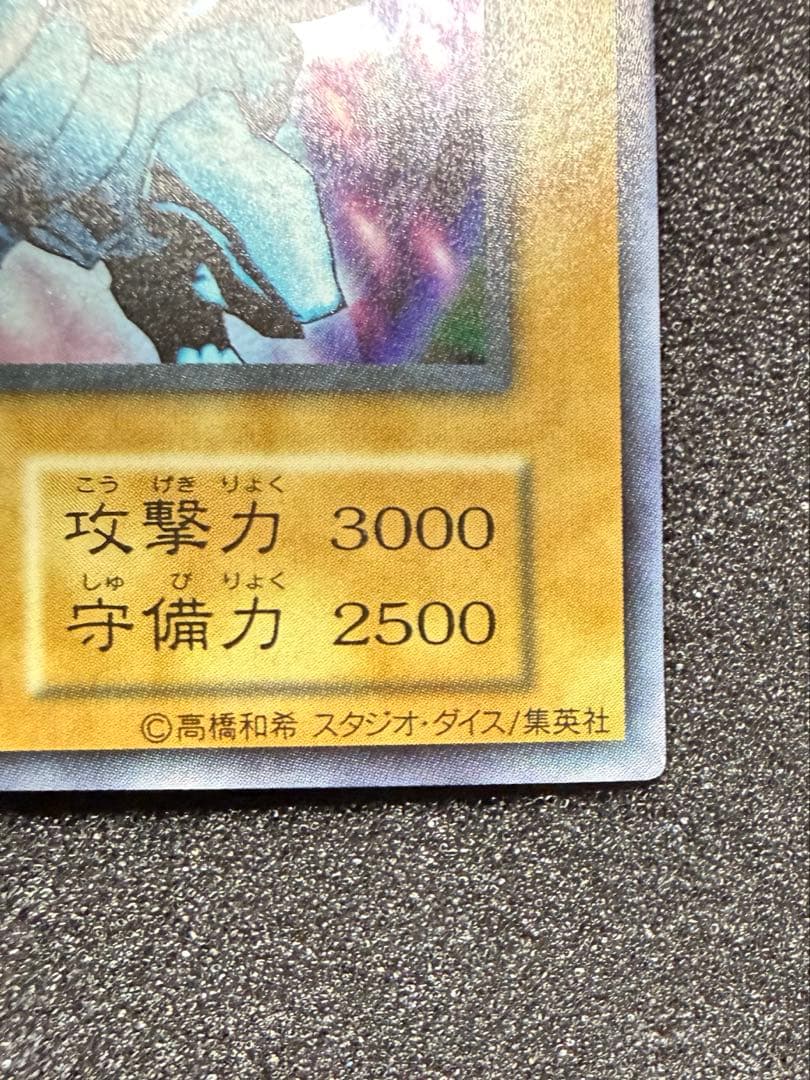 こう げき りょく
攻撃力 3000
しゅ び りょく
守備力 2500
©高橋和希 スタジオ・ダイス/集英社